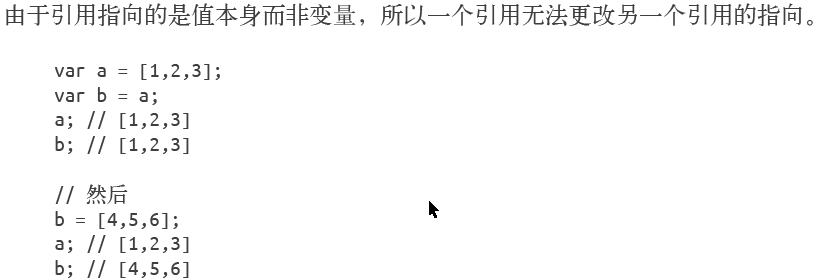 由于引用指向的是值本身而非变量，所以一个引用无法更改另一个引用的指向。
var a = [1,2,3];
var b = a;
a; // [1,2,3]
b; // [1,2,3]
// 然后
b = [4,5,6];
a; // [1,2,3]
b; // [4,5,6]